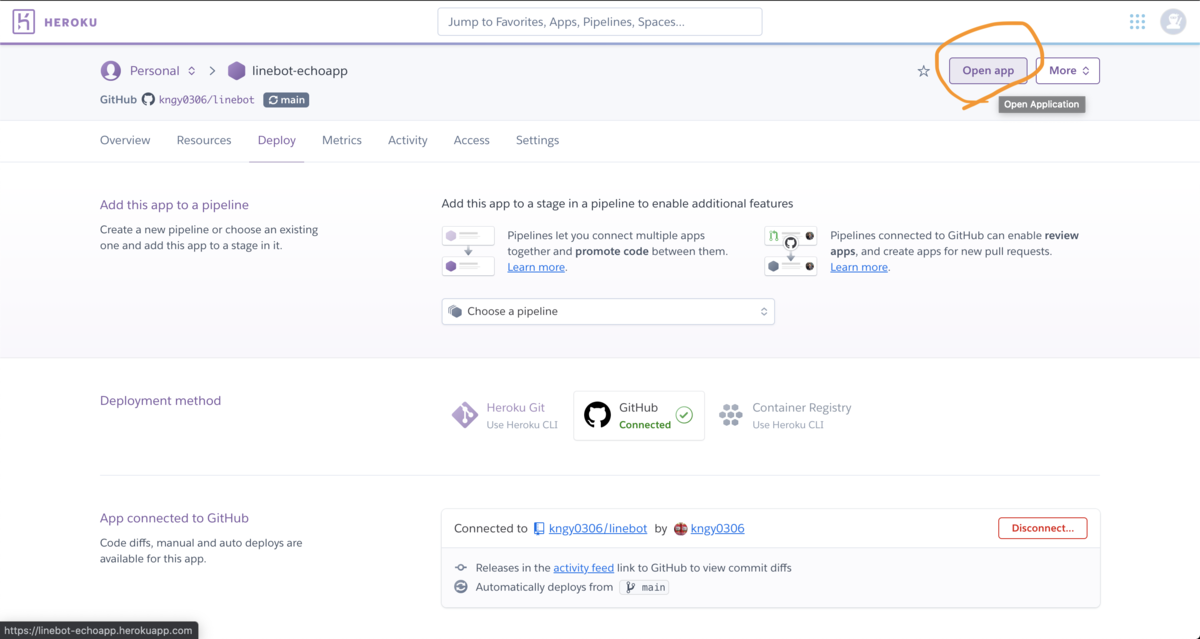 HEROKU
Jump to Favorites, Apps, Pipelines, Spaces...
Personal > linebot-echoapp
Open app
More
GitHub kngy0306/linebot main
Open Application
Overview Resources Deploy Metrics Activity Access Settings
Add this app to a pipeline
Create a new pipeline or choose an existing
one and add this app to a stage in it.
Add this app to a stage in a pipeline to enable additional features
Pipelines let you connect multiple apps
together and promote code between them.
Learn more.
Pipelines connected to GitHub can enable review
apps, and create apps for new pull requests.
Learn more.
Choose a pipeline
Deployment method
Heroku Git
Use Heroku CLI
GitHub
Connected
Container Registry
Use Heroku CLI
App connected to GitHub
Code diffs, manual and auto deploys are
available for this app.
Connected to kngy0306/linebot by kngy0306
Disconnect...
Releases in the activity feed link to GitHub to view commit diffs
Automatically deploys from main
https://linebot-echoapp.herokuapp.com